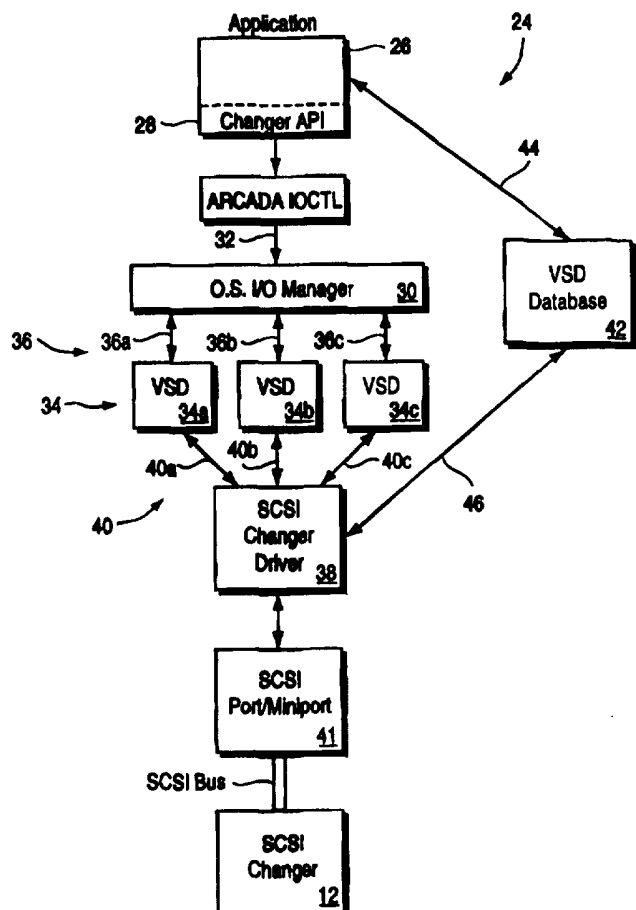 Application
26
24
28
Changer API
44
ARCADA IOCTL
32
O.S. I/O Manager
30
VSD
Database
42
36
36a
36b
36c
34
VSD
34a
VSD
34b
VSD
34c
40a
40b
40c
40
46
SCSI
Changer
Driver
38
SCSI
Port/Miniport
41
SCSI Bus
SCSI
Changer
12